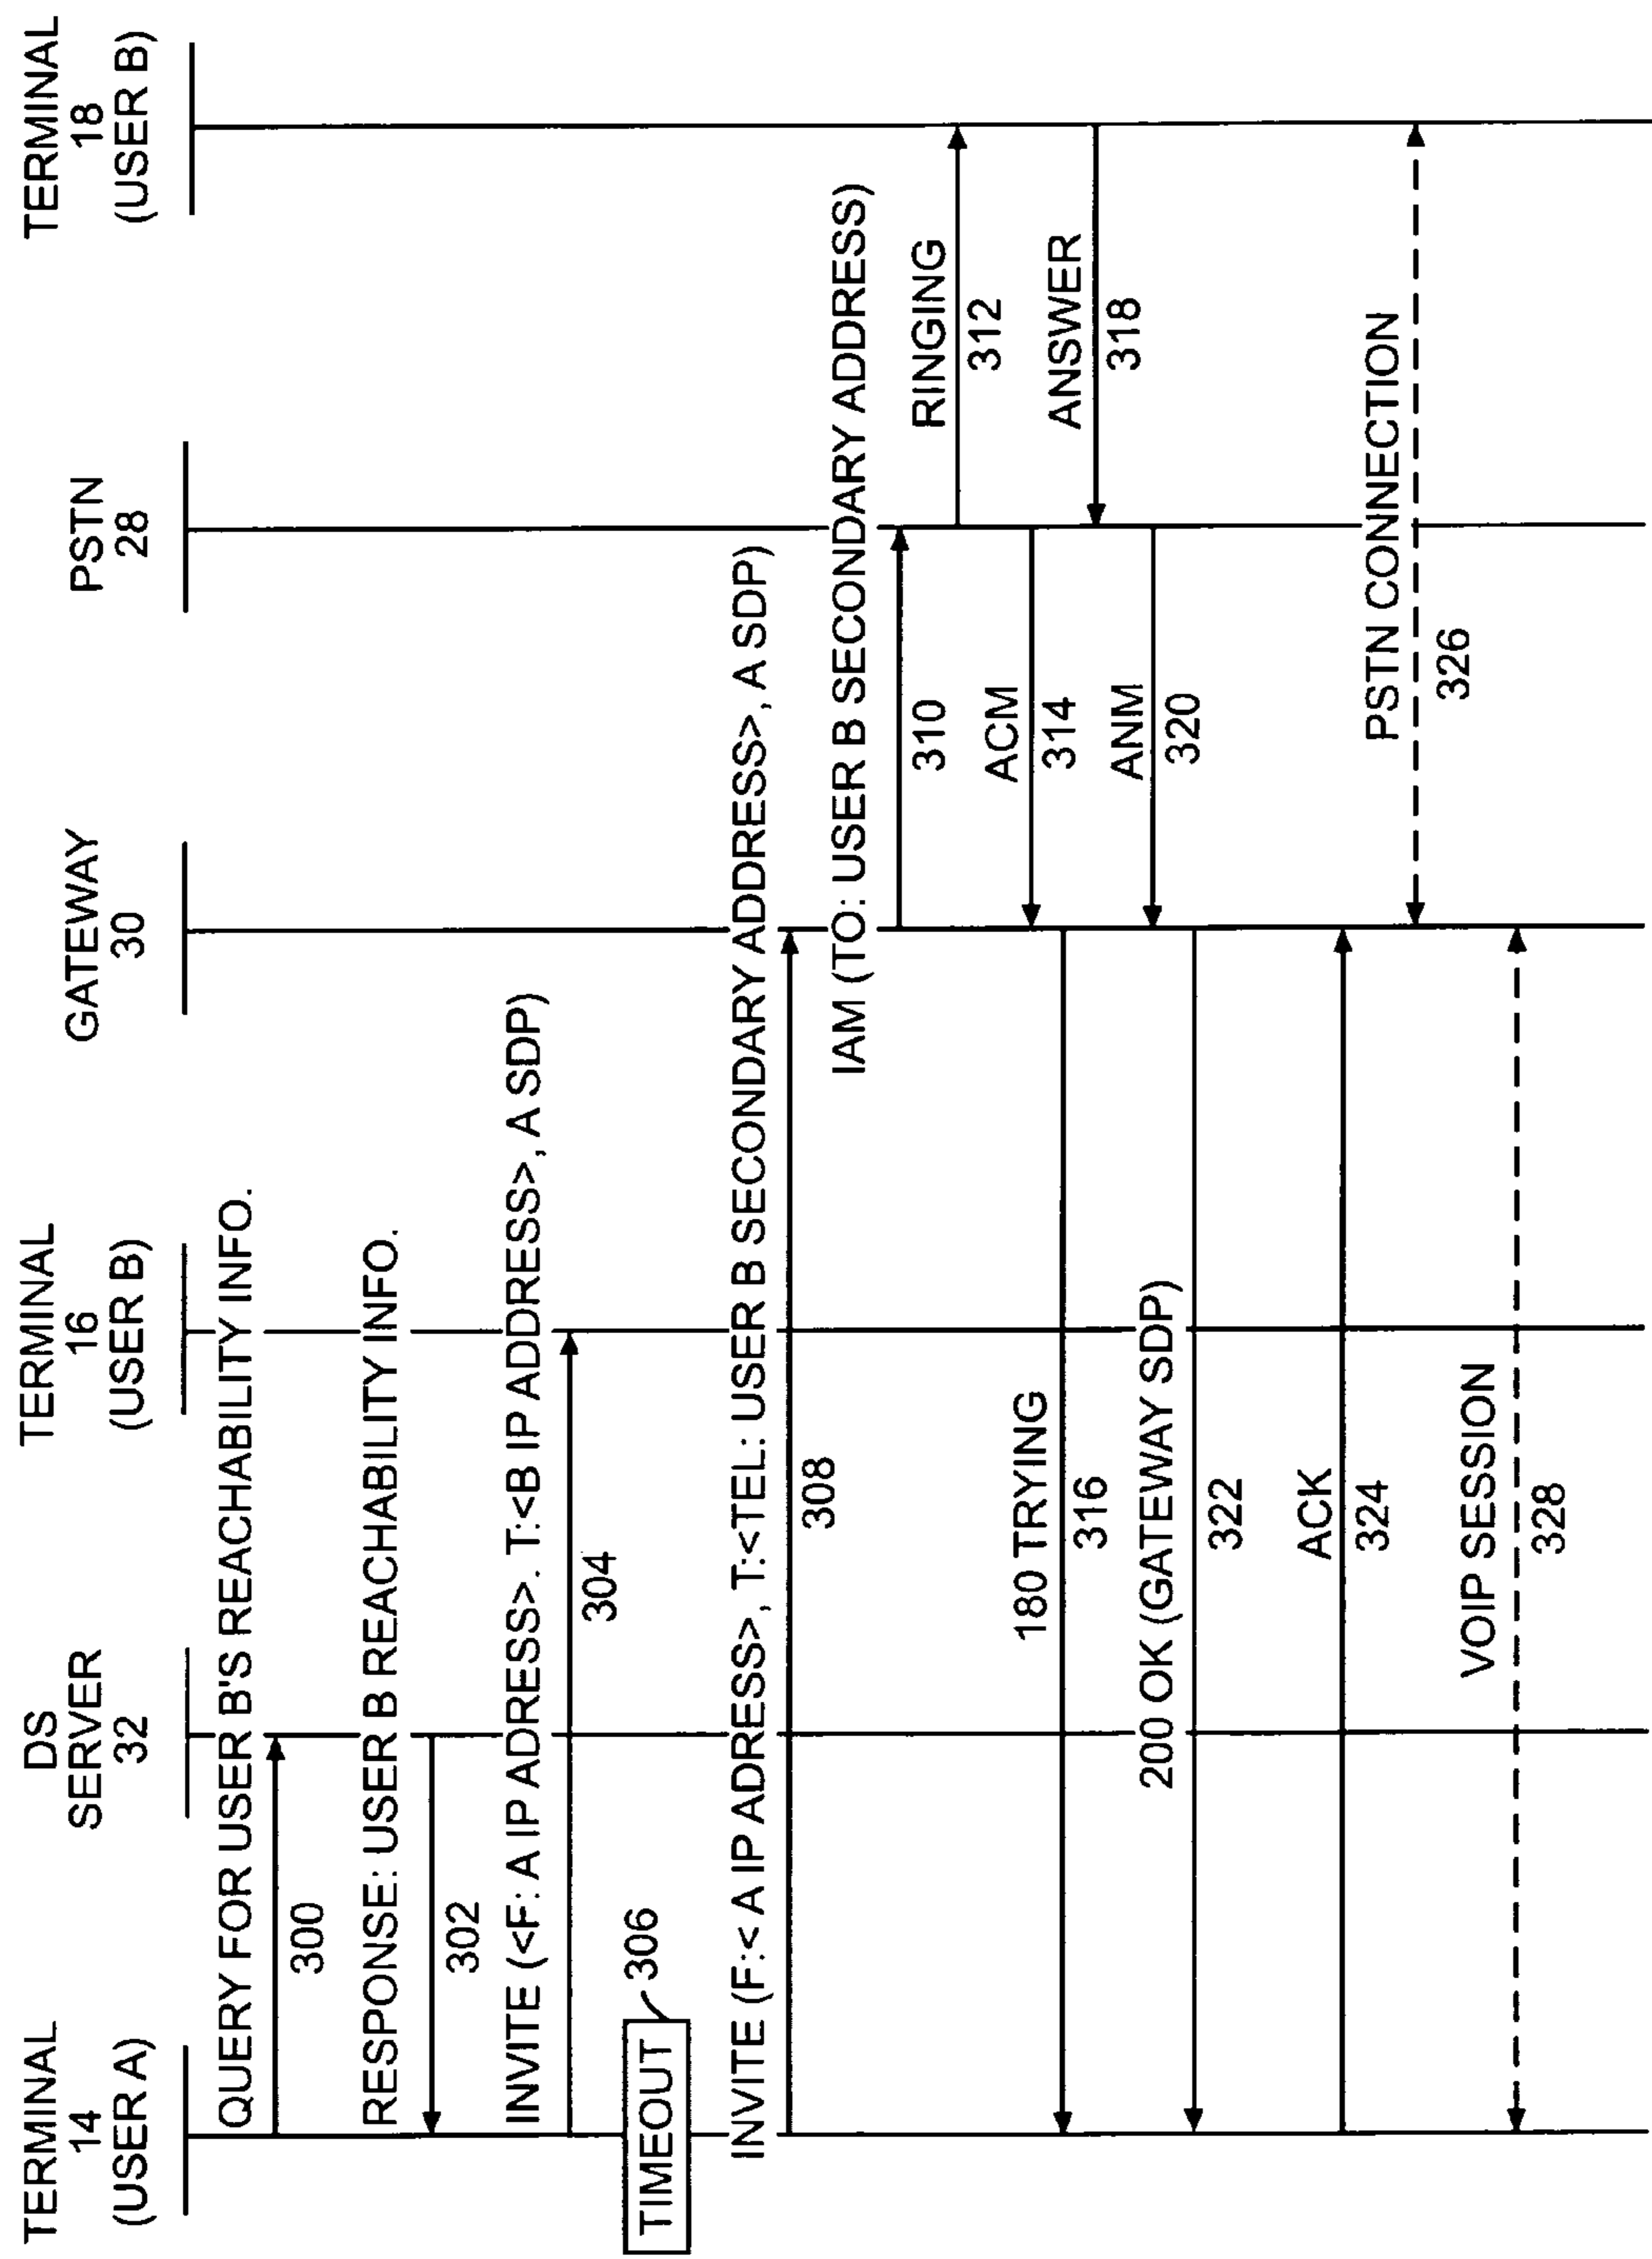 TERMINAL
14
(USER A)
DS
SERVER
32
TERMINAL
16
(USER B)
GATEWAY
30
PSTN
28
TERMINAL
18
(USER B)
QUERY FOR USER B'S REACHABILITY INFO.
300
RESPONSE: USER B REACHABILITY INFO.
302
INVITE (<F: A IP ADDRESS>. T:<B IP ADDRESS>, A SDP)
304
TIMEOUT
306
INVITE (F:< A IP ADRESS>, T:<TEL: USER B SECONDARY ADDRESS>, A SDP)
308
IAM (TO: USER B SECONDARY ADDRESS)
310
RINGING
312
ACM
314
180 TRYING
316
ANSWER
318
ANM
320
200 OK (GATEWAY SDP)
322
ACK
324
PSTN CONNECTION
326
VOIP SESSION
328